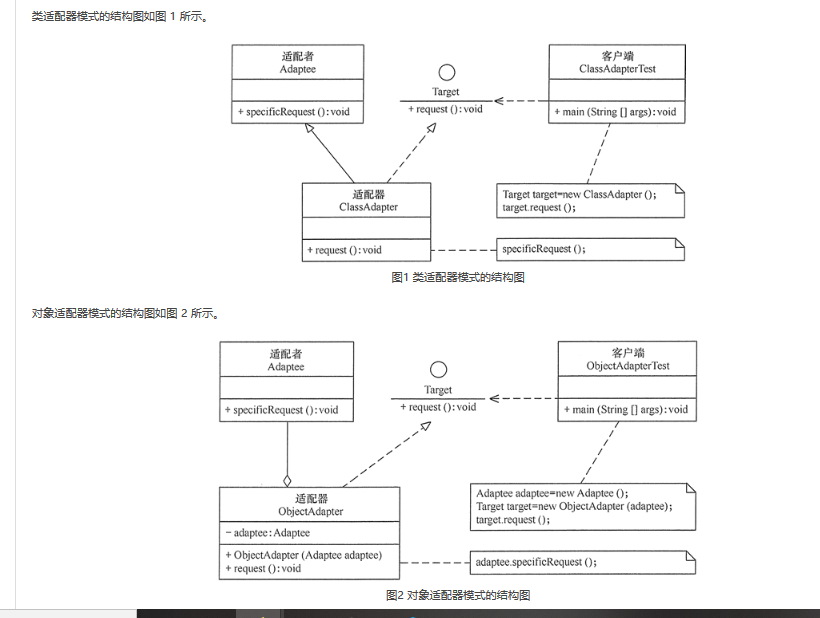 类适配器模式的结构图如图 1 所示。
适配者
Adaptee
+ specificRequest (): void
Target
+ request (): void
客户端
ClassAdapterTest
+ main (String [] args): void
适配器
ClassAdapter
+ request (): void
Target target=new ClassAdapter ();
target.request ();
specificRequest ();
图1 类适配器模式的结构图
对象适配器模式的结构图如图 2 所示。
适配者
Adaptee
+ specificRequest (): void
Target
+ request (): void
客户端
ObjectAdapterTest
+ main (String [] args): void
适配器
ObjectAdapter
− adaptee: Adaptee
+ ObjectAdapter (Adaptee adaptee)
+ request (): void
Adaptee adaptee=new Adaptee ();
Target target=new ObjectAdapter (adaptee);
target.request ();
adaptee.specificRequest ();
图2 对象适配器模式的结构图